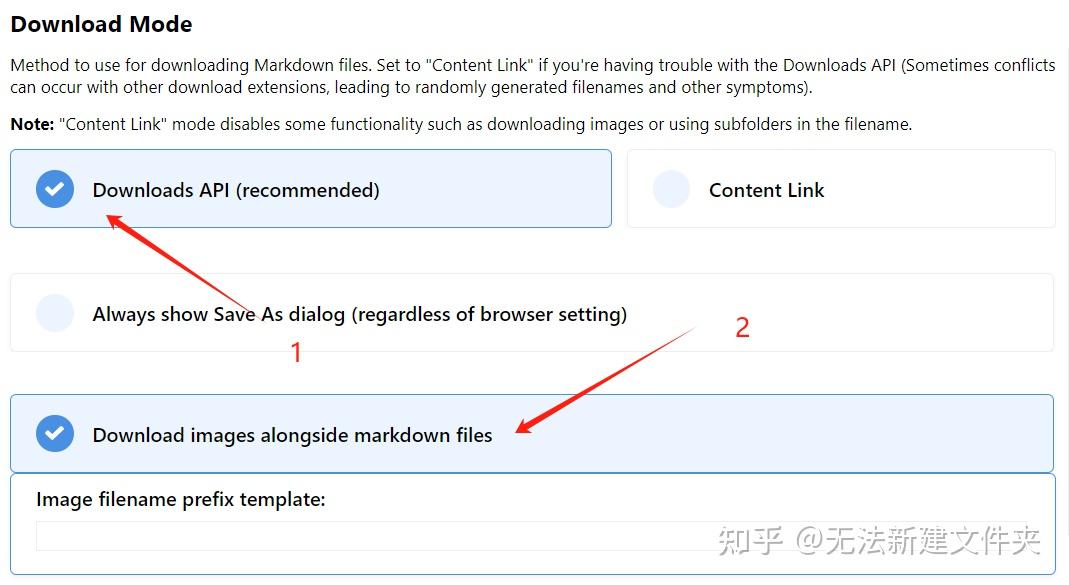 Download Mode
Method to use for downloading Markdown files. Set to "Content Link" if you're having trouble with the Downloads API (Sometimes conflicts
can occur with other download extensions, leading to randomly generated filenames and other symptoms).
Note: "Content Link" mode disables some functionality such as downloading images or using subfolders in the filename.
Downloads API (recommended)
Content Link
Always show Save As dialog (regardless of browser setting)
1
2
Download images alongside markdown files
Image filename prefix template:
知乎 @无法新建文件夹